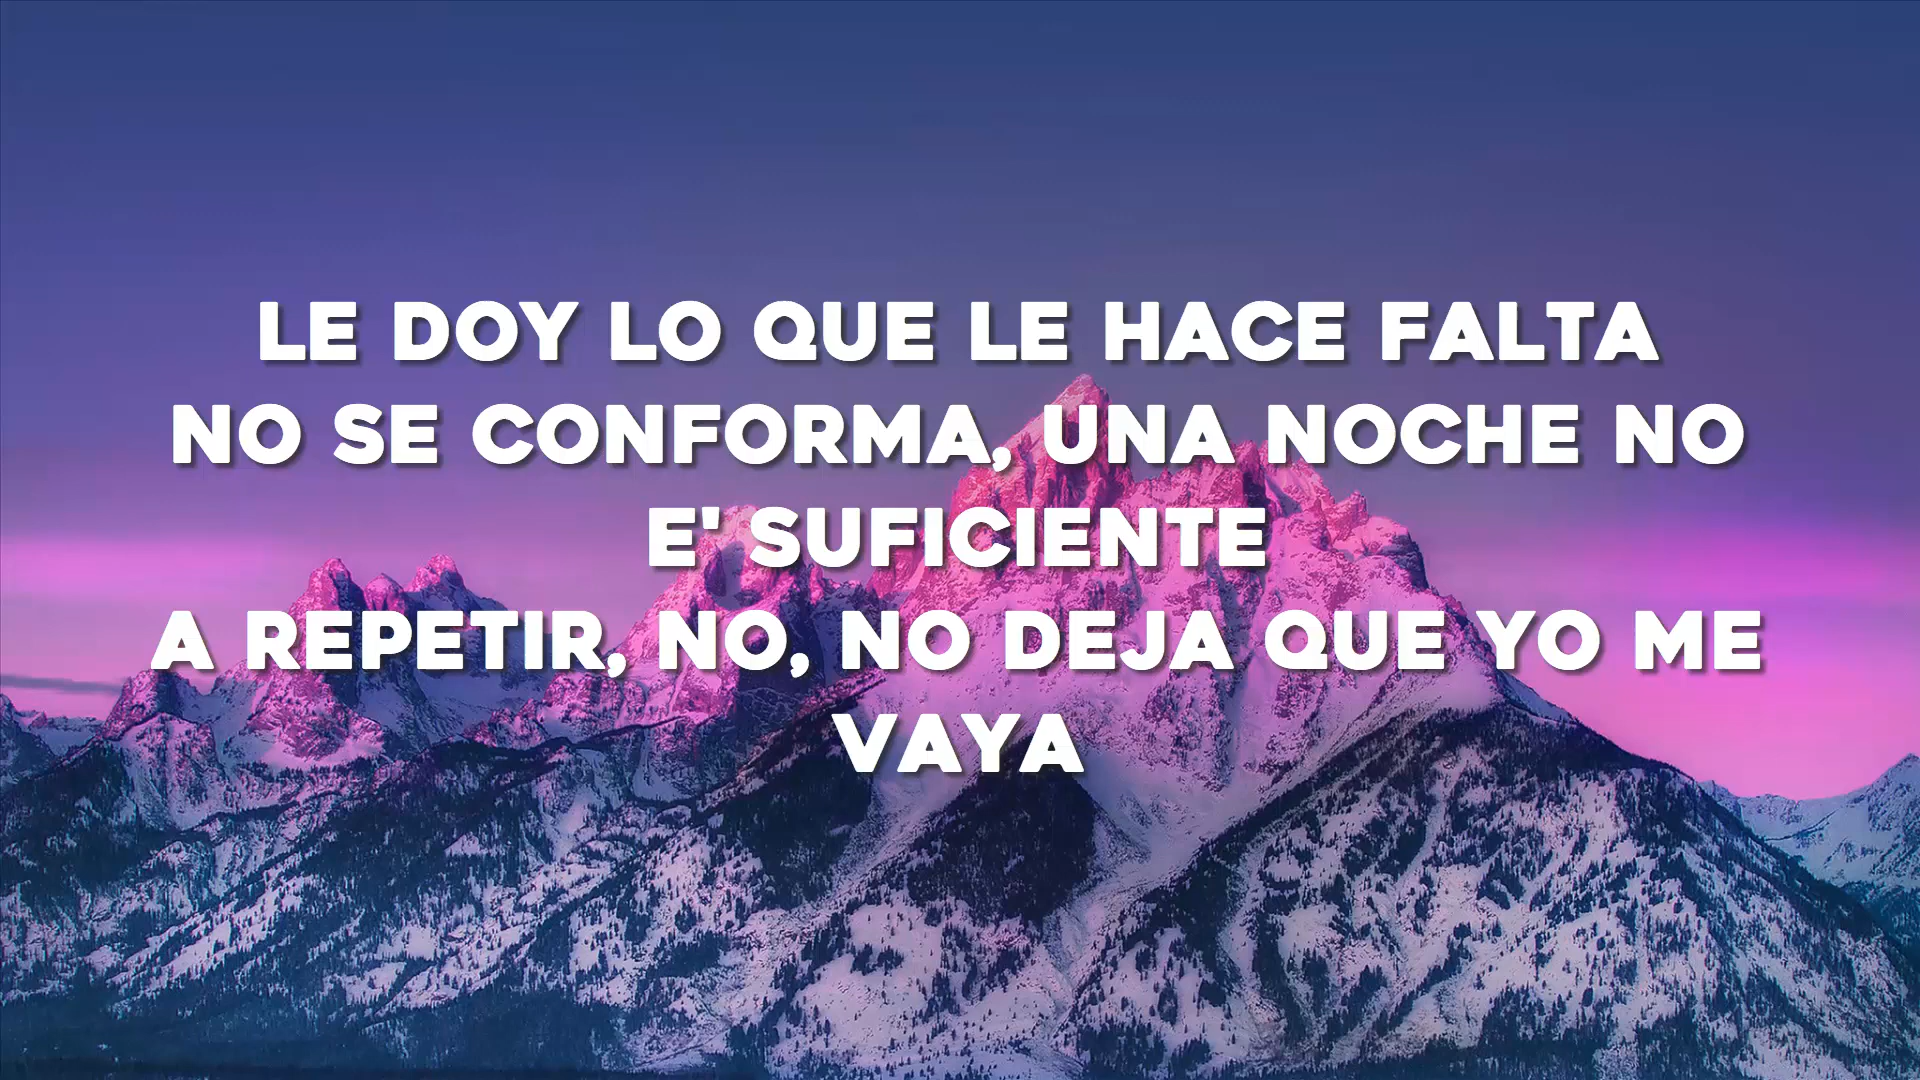 LE DOY LO QUE LE HACE FALTA
NO SE CONFORMA, UNA NOCHE NO
E' SUFICIENTE
A REPETIR, NO, NO DEJA QUE YO ME
VAYA